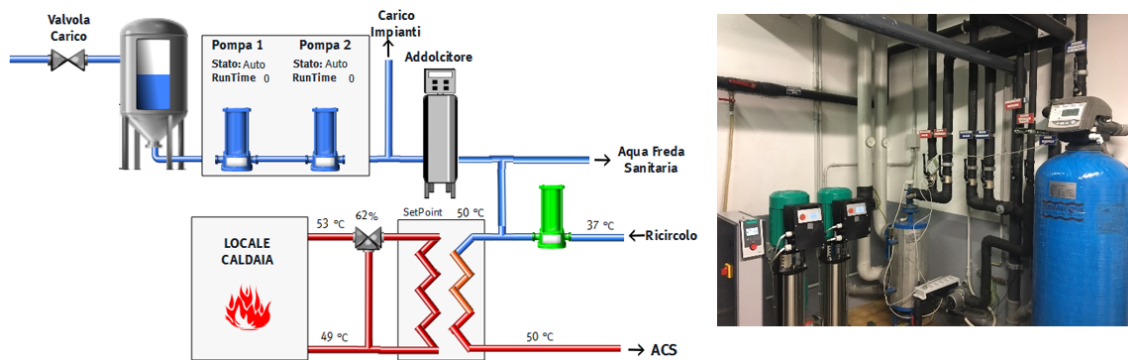 Valvola
Carico
Pompa 1
Stato: Auto
RunTime 0
Pompa 2
Stato: Auto
RunTime 0
Carico
Impianti
Addolcitore
Aqua Freda
Sanitaria
LOCALE
CALDAIA
53 °C
62%
49 °C
SetPoint
50 °C
37 °C
Ricircolo
50 °C
ACS